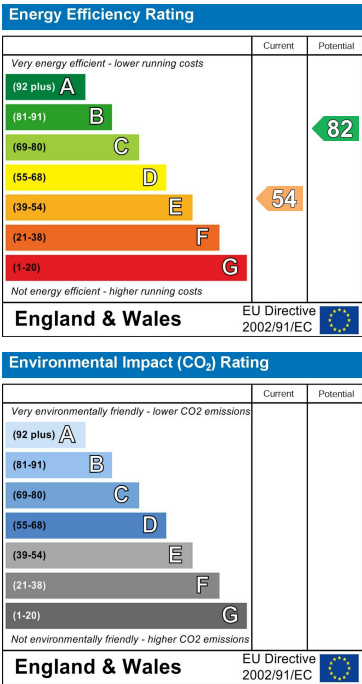 Energy Efficiency Rating
Current Potential
Very energy efficient - lower running costs
(92 plus) A
(81-91) B
(69-80) C
(55-68) D
(39-54) E
(21-38) F
(1-20) G
82
54
Not energy efficient - higher running costs
England & Wales
EU Directive
2002/91/EC
Environmental Impact (CO₂) Rating
Current Potential
Very environmentally friendly - lower CO2 emissions
(92 plus) A
(81-91) B
(69-80) C
(55-68) D
(39-54) E
(21-38) F
(1-20) G
Not environmentally friendly - higher CO2 emissions
England & Wales
EU Directive
2002/91/EC